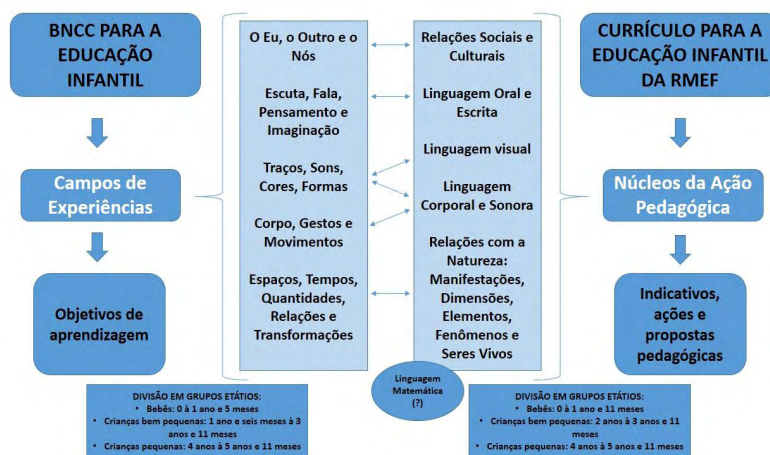 BNCC PARA A
EDUCAÇÃO
INFANTIL
Campos de
Experiências
Objetivos de
aprendizagem
O Eu, o Outro e o
Nós
Escuta, Fala,
Pensamento e
Imaginação
Traços, Sons,
Cores, Formas
Corpo, Gestos e
Movimentos
Espaços, Tempos,
Quantidades,
Relações e
Transformações
Relações Sociais e
Culturais
Linguagem Oral e
Escrita
Linguagem visual
Linguagem
Corporal e Sonora
Relações com a
Natureza:
Manifestações,
Dimensões,
Elementos,
Fenômenos e
Seres Vivos
Linguagem
Matemática
(?)
CURRÍCULO PARA A
EDUCAÇÃO INFANTIL
DA RMEF
Núcleos da Ação
Pedagógica
Indicativos,
ações e
propostas
pedagógicas
DIVISÃO EM GRUPOS ETÁTIOS:
• Bebês: 0 à 1 ano e 5 meses
• Crianças bem pequenas: 1 ano e seis meses à 3
anos e 11 meses
• Crianças pequenas: 4 anos à 5 anos e 11 meses
DIVISÃO EM GRUPOS ETÁTIOS:
• Bebês: 0 à 1 ano e 11 meses
• Crianças bem pequenas: 2 anos à 3 anos e 11
meses
• Crianças pequenas: 4 anos à 5 anos e 11 meses